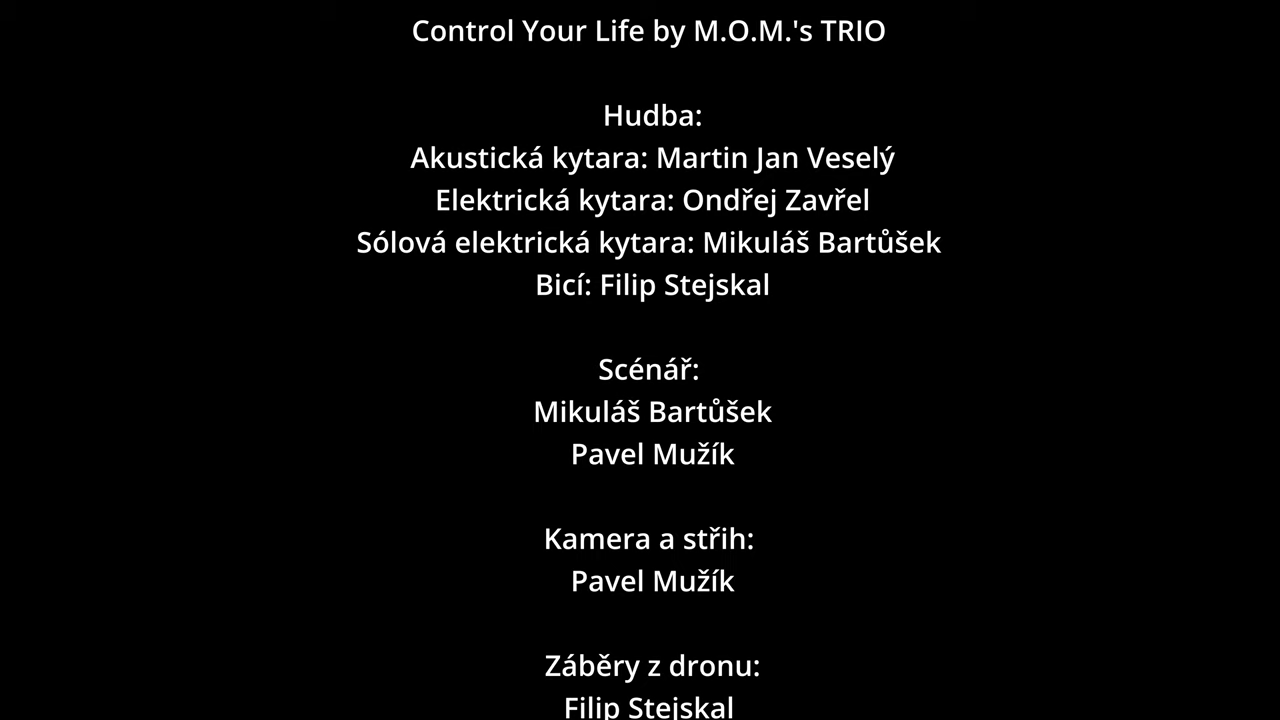 Control Your Life by M.O.M.'s TRIO
Hudba:
Akustická kytara: Martin Jan Veselý
Elektrická kytara: Ondřej Zavřel
Sólová elektrická kytara: Mikuláš Bartůšek
Bicí: Filip Stejskal
Scénář:
Mikuláš Bartůšek
Pavel Mužík
Kamera a střih:
Pavel Mužík
Záběry z dronu:
Filip Stejskal